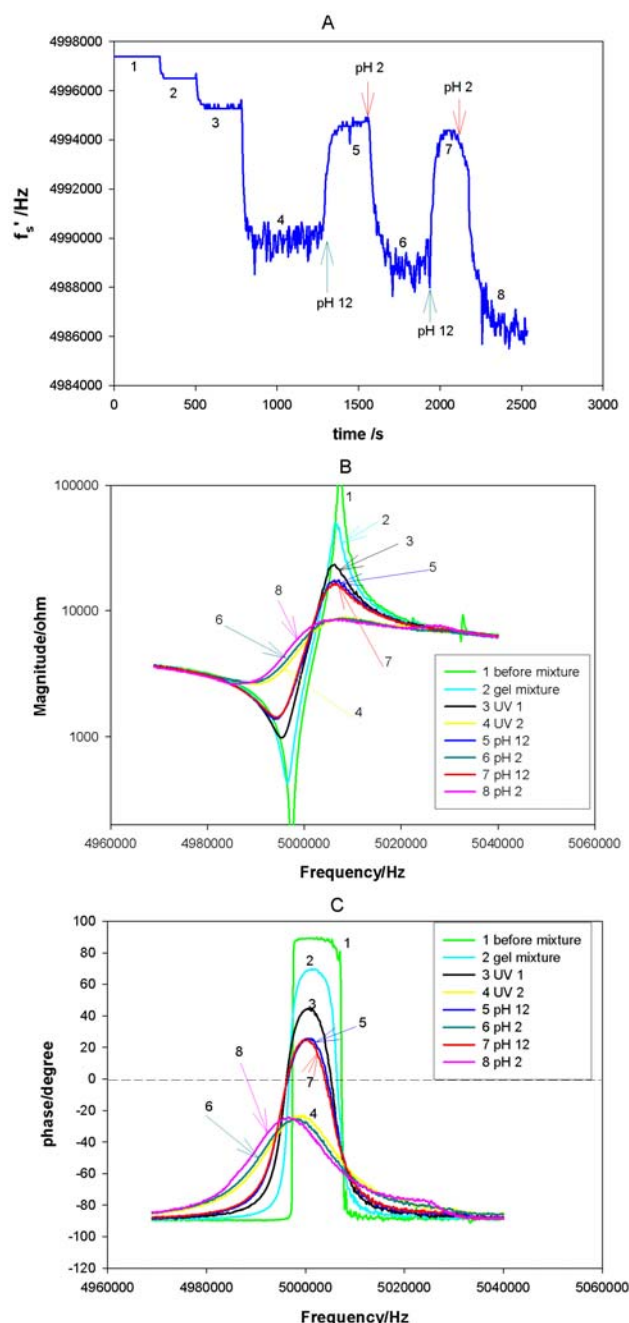 A
4998000
4996000
4994000
4992000
4990000
4988000
4986000
4984000
fs' /Hz
1
2
3
4
5
6
7
8
pH 2
pH 2
pH 12
pH 12
0
500
1000
1500
2000
2500
3000
time /s
B
100000
10000
1000
Magnitude/ohm
1
2
3
5
8
6
7
4
1 before mixture
2 gel mixture
3 UV 1
4 UV 2
5 pH 12
6 pH 2
7 pH 12
8 pH 2
4960000
4980000
5000000
5020000
5040000
5060000
Frequency/Hz
C
100
80
60
40
20
0
-20
-40
-60
-80
-100
-120
phase/degree
1
2
3
5
8
7
6
4
1 before mixture
2 gel mixture
3 UV 1
4 UV 2
5 pH 12
6 pH 2
7 pH 12
8 pH 2
4960000
4980000
5000000
5020000
5040000
5060000
Frequency/Hz